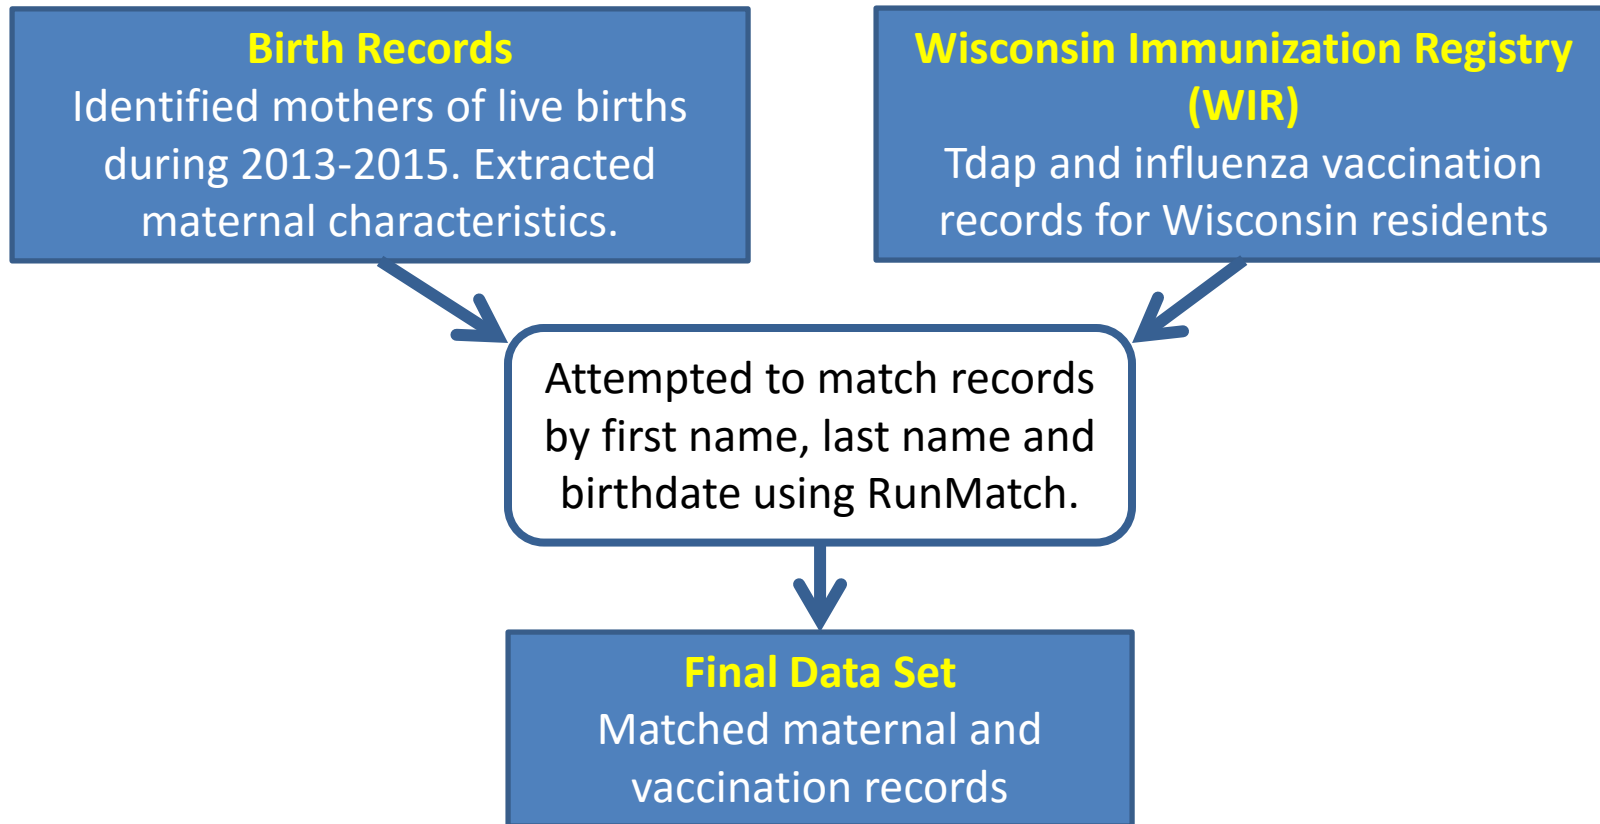 Birth Records
Identified mothers of live births
during 2013-2015. Extracted
maternal characteristics.
Wisconsin Immunization Registry
(WIR)
Tdap and influenza vaccination
records for Wisconsin residents
Attempted to match records
by first name, last name and
birthdate using RunMatch.
Final Data Set
Matched maternal and
vaccination records